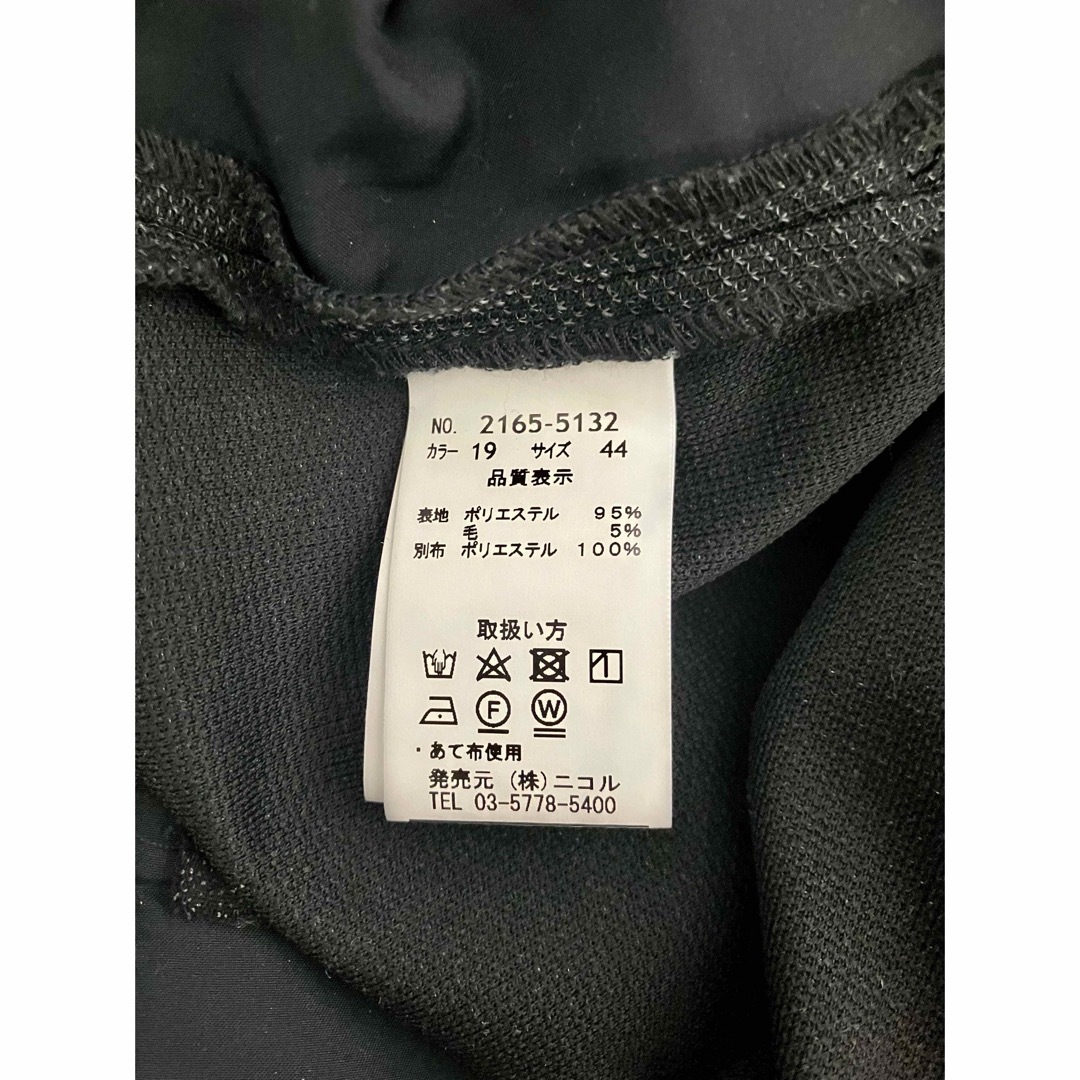 NO. 2165-5132
カラー 19 サイズ 44
品質表示
表地 ポリエステル 95%
毛 5%
別布 ポリエステル 100%
取扱い方
F W
・あて布使用
発売元 (株)ニコル
TEL 03-5778-5400